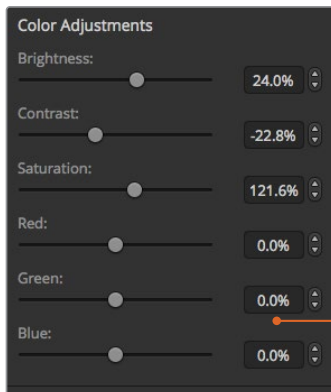 Color Adjustments
Brightness:
24.0%
Contrast:
-22.8%
Saturation:
121.6%
Red:
0.0%
Green:
0.0%
Blue:
0.0%